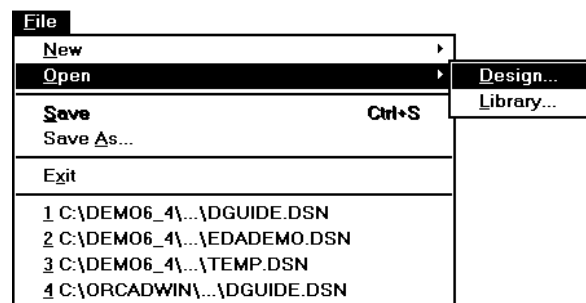 File
New
Open
Design...
Library...
Save Ctrl+S
Save As...
Exit
1 C:\DEMO6_4\...\DGUIDE.DSN
2 C:\DEMO6_4\...\EDADEMO.DSN
3 C:\DEMO6_4\...\TEMP.DSN
4 C:\ORCADWIN\...\DGUIDE.DSN